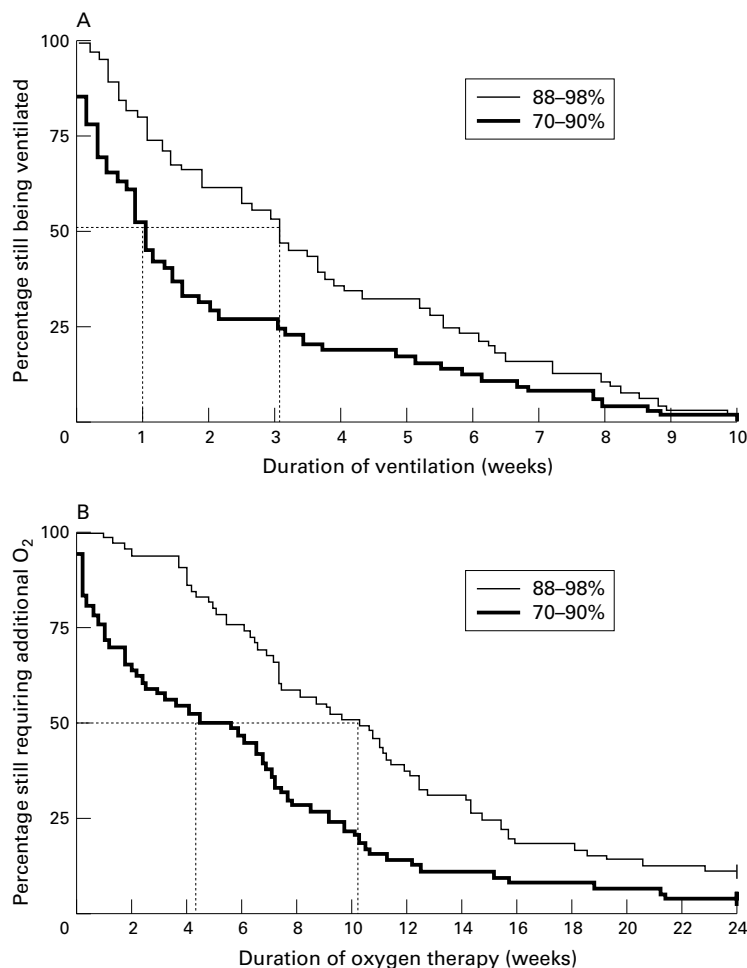 A
100
75
50
25
0
Percentage still being ventilated
88–98%
70–90%
1 2 3 4 5 6 7 8 9 10
Duration of ventilation (weeks)
B
100
75
50
25
0
Percentage still requiring additional O₂
88–98%
70–90%
2 4 6 8 10 12 14 16 18 20 22 24
Duration of oxygen therapy (weeks)